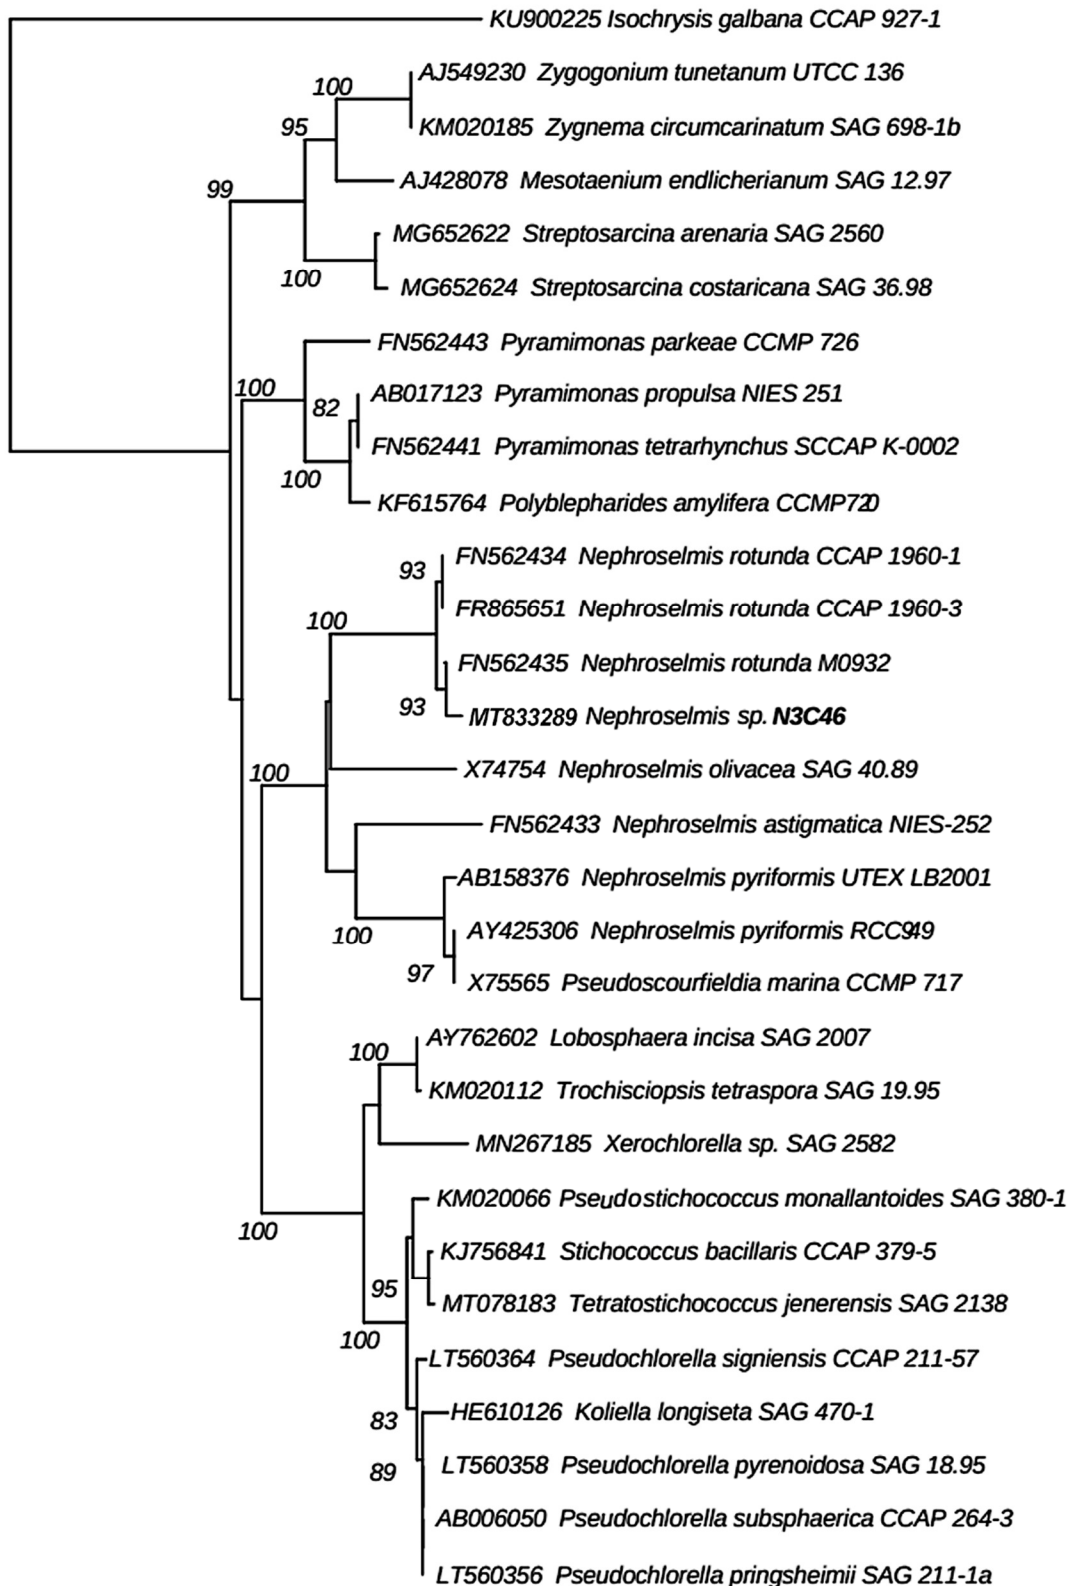 KU900225 Isochrysis galbana CCAP 927-1
AJ549230 Zygogonium tunetanum UTCC 136
100
95
KM020185 Zygnema circumcarinatum SAG 698-1b
AJ428078 Mesotaenium endlicherianum SAG 12.97
99
MG652622 Streptosarcina arenaria SAG 2560
100
MG652624 Streptosarcina costaricana SAG 36.98
FN562443 Pyramimonas parkeae CCMP 726
100
AB017123 Pyramimonas propulsa NIES 251
82
FN562441 Pyramimonas tetrarhynchus SCCAP K-0002
100
KF615764 Polyblepharides amylifera CCMP720
FN562434 Nephroselmis rotunda CCAP 1960-1
93
FR865651 Nephroselmis rotunda CCAP 1960-3
100
FN562435 Nephroselmis rotunda M0932
93
MT833289 Nephroselmis sp. N3C46
X74754 Nephroselmis olivacea SAG 40.89
100
FN562433 Nephroselmis astigmatica NIES-252
AB158376 Nephroselmis pyriformis UTEX LB2001
AY425306 Nephroselmis pyriformis RCC949
100
97
X75565 Pseudoscourfieldia marina CCMP 717
AY762602 Lobosphaera incisa SAG 2007
100
KM020112 Trochisciopsis tetraspora SAG 19.95
MN267185 Xerochlorella sp. SAG 2582
KM020066 Pseudostichococcus monallantoides SAG 380-1
100
KJ756841 Stichococcus bacillaris CCAP 379-5
95
MT078183 Tetratostichococcus jenerensis SAG 2138
100
LT560364 Pseudochlorella signiensis CCAP 211-57
HE610126 Koliella longiseta SAG 470-1
83
LT560358 Pseudochlorella pyrenoidosa SAG 18.95
89
AB006050 Pseudochlorella subsphaerica CCAP 264-3
LT560356 Pseudochlorella pringsheimii SAG 211-1a